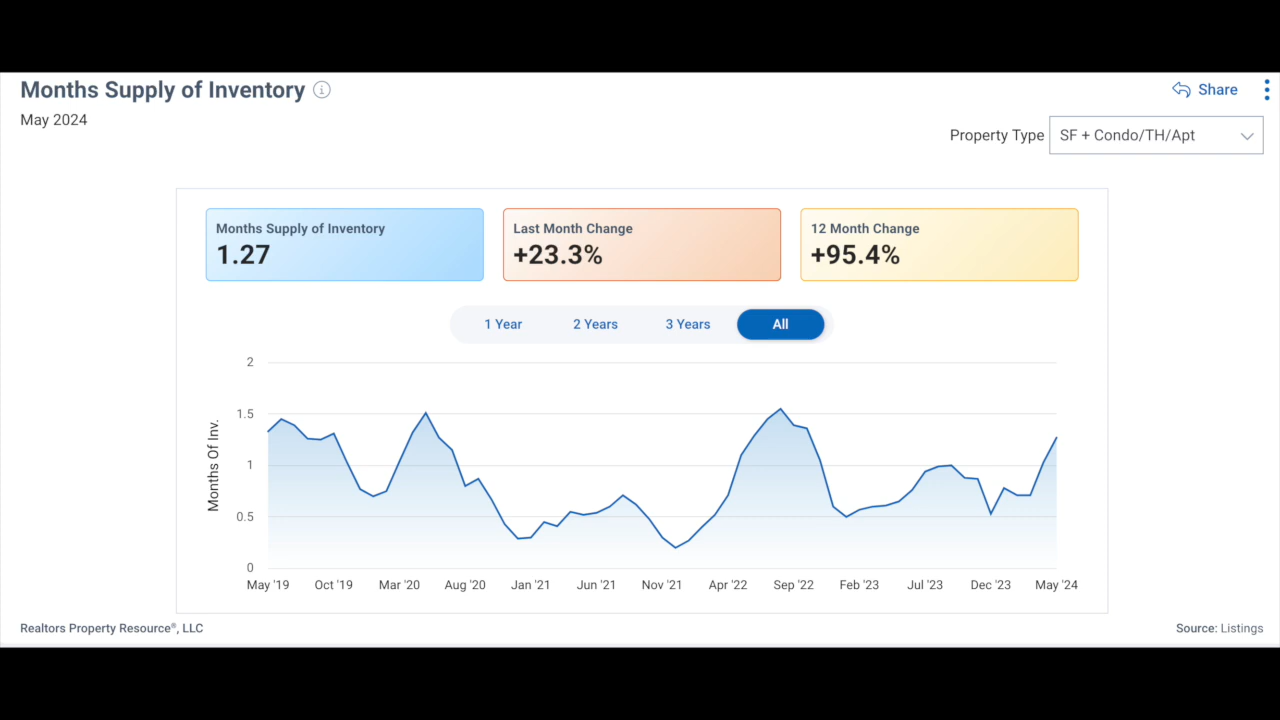 Months Supply of Inventory
Share
May 2024
Property Type SF + Condo/TH/Apt
Months Supply of Inventory
1.27
Last Month Change
+23.3%
12 Month Change
+95.4%
1 Year 2 Years 3 Years All
Months Of Inv.
2
1.5
1
0.5
0
May '19 Oct '19 Mar '20 Aug '20 Jan '21 Jun '21 Nov '21 Apr '22 Sep '22 Feb '23 Jul '23 Dec '23 May '24
Realtors Property Resource®, LLC
Source: Listings